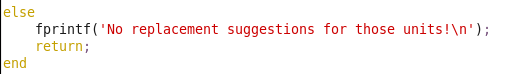 else
    fprintf('No replacement suggestions for those units!\n');
    return;
end